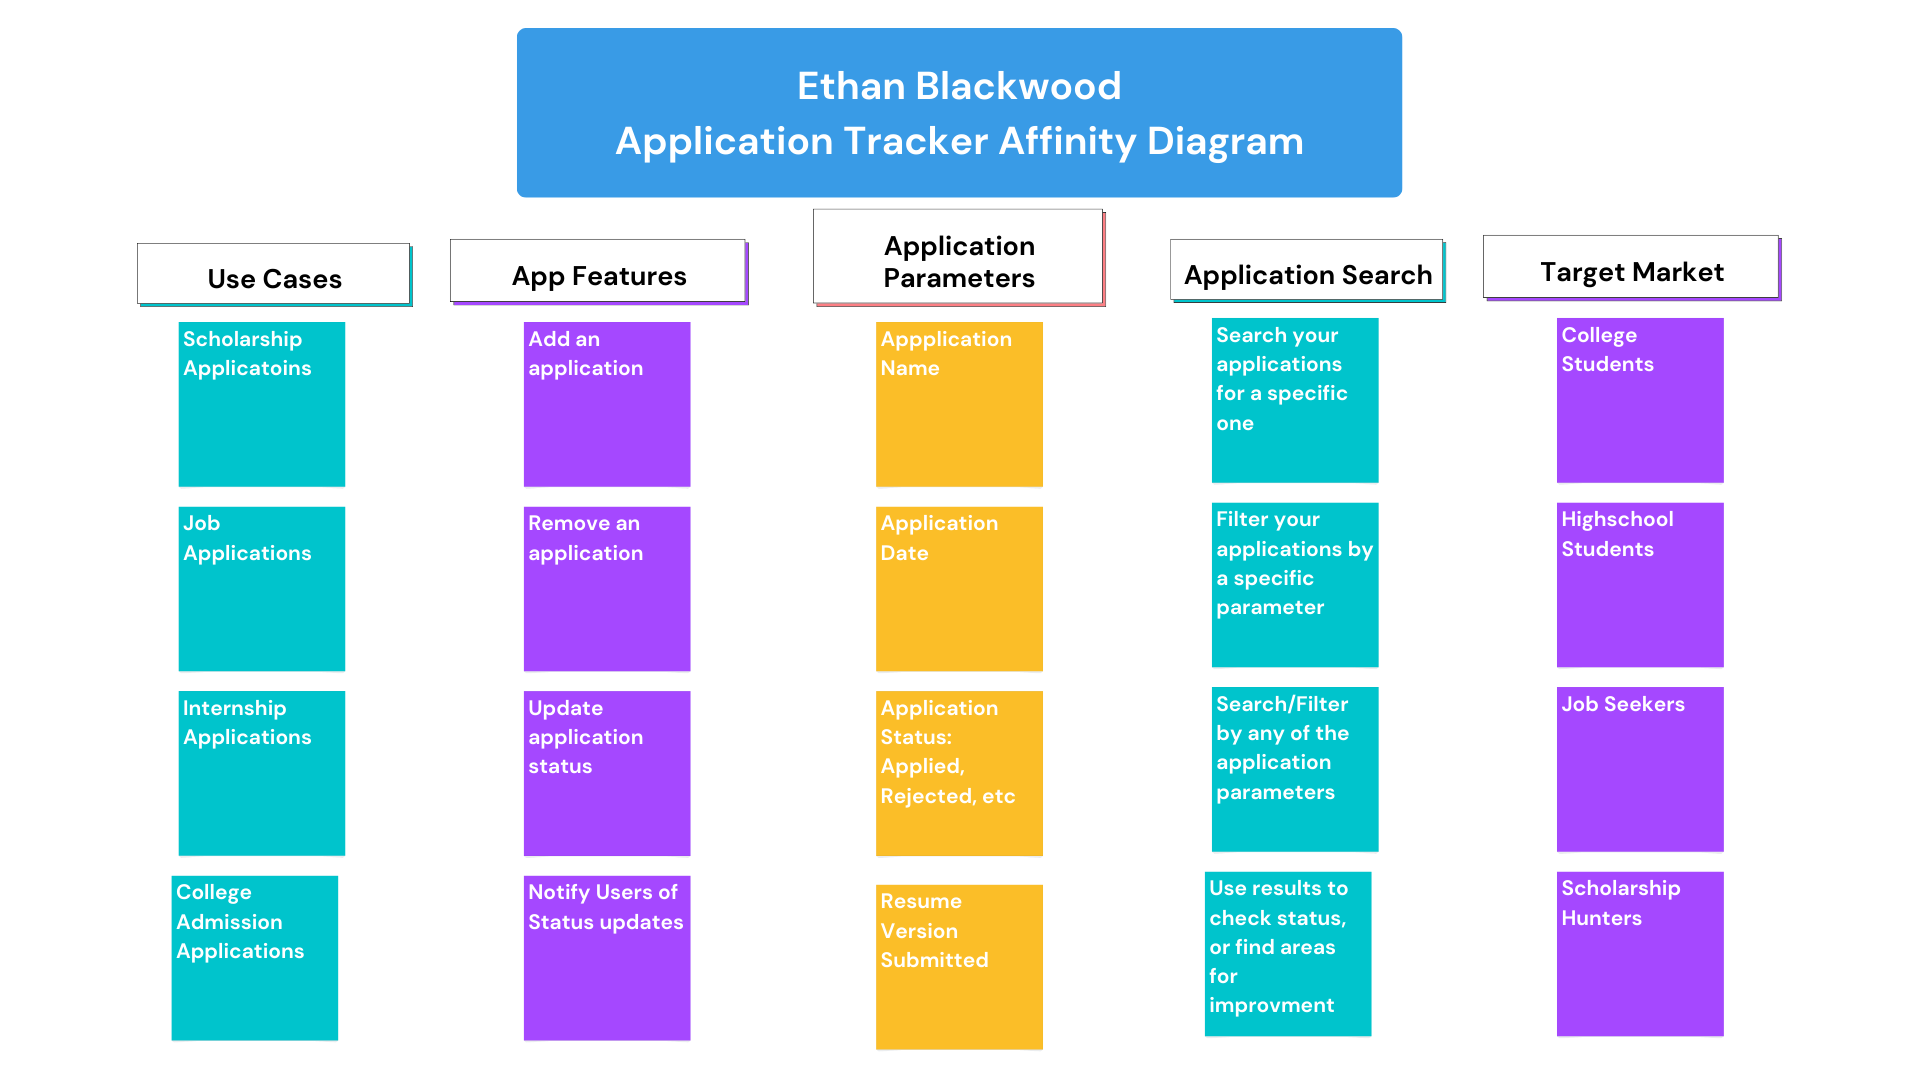 Ethan Blackwood
Application Tracker Affinity Diagram
Use Cases
Scholarship
Applicatoins
Job
Applications
Internship
Applications
College
Admission
Applications
App Features
Add an
application
Remove an
application
Update
application
status
Notify Users of
Status updates
Application
Parameters
Appplication
Name
Application
Date
Application
Status:
Applied,
Rejected, etc
Resume
Version
Submitted
Application Search
Search your
applications
for a specific
one
Filter your
applications by
a specific
parameter
Search/Filter
by any of the
application
parameters
Use results to
check status,
or find areas
for
improvment
Target Market
College
Students
Highschool
Students
Job Seekers
Scholarship
Hunters